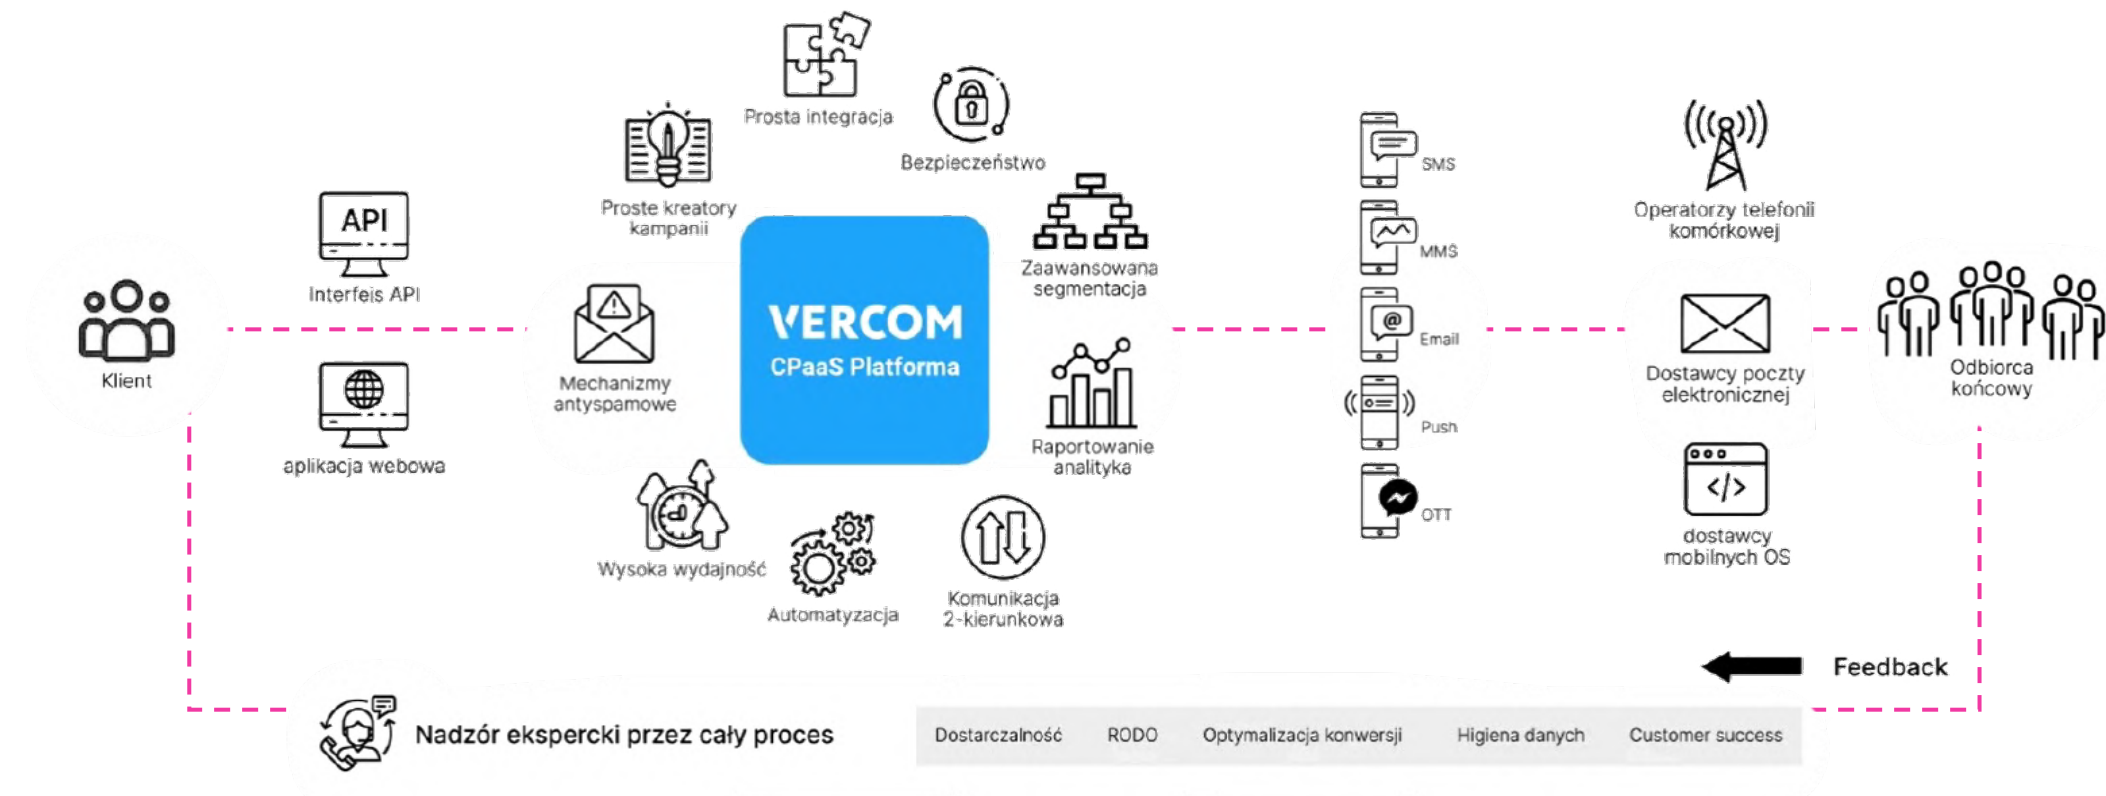 Klient
API
Interfejs API
aplikacja webowa
Prosta integracja
Bezpieczeństwo
Proste kreatory
kampanii
Zaawansowana
segmentacja
Mechanizmy
antyspamowe
VERCOM
CPaaS Platforma
Raportowanie
analityka
Wysoka wydajność
Automatyzacja
Komunikacja
2-kierunkowa
SMS
MMS
@
Email
Push
OTT
Operatorzy telefonii
komórkowej
Dostawcy poczty
elektronicznej
</>
dostawcy
mobilnych OS
Odbiorca
końcowy
Feedback
Nadzór ekspercki przez cały proces
Dostarczalność RODO Optymalizacja konwersji Higiena danych Customer success